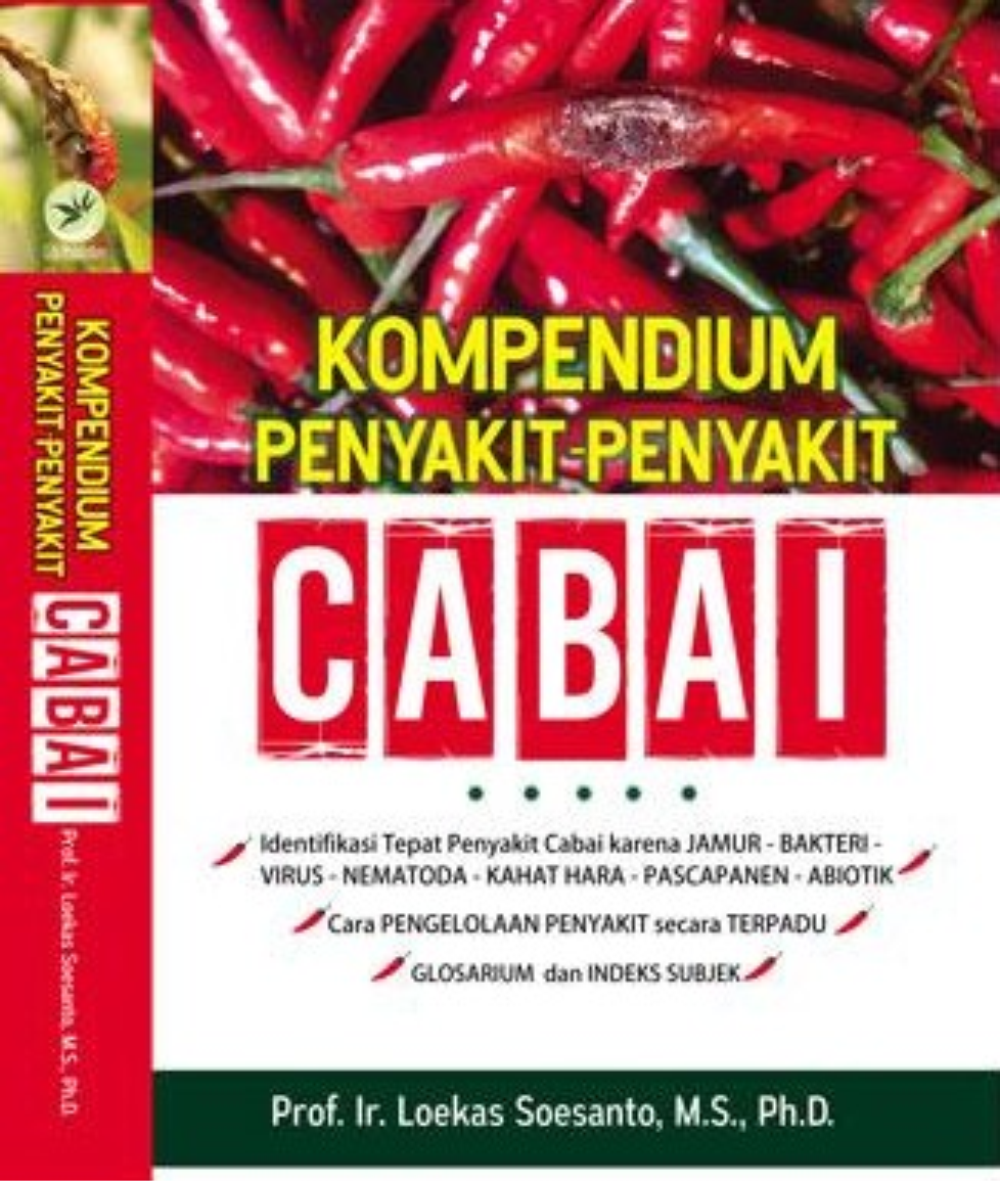 KOMPENDIUM
PENYAKIT-PENYAKIT
CABAI
Prof. Ir. Loekas Soesanto, M.S., Ph.D.
KOMPENDIUM
PENYAKIT-PENYAKIT
CABAI
Identifikasi Tepat Penyakit Cabai karena JAMUR - BAKTERI -
VIRUS - NEMATODA - KAHAT HARA - PASCAPANEN - ABIOTIK
Cara PENGELOLAAN PENYAKIT secara TERPADU
GLOSARIUM dan INDEKS SUBJEK
Prof. Ir. Loekas Soesanto, M.S., Ph.D.